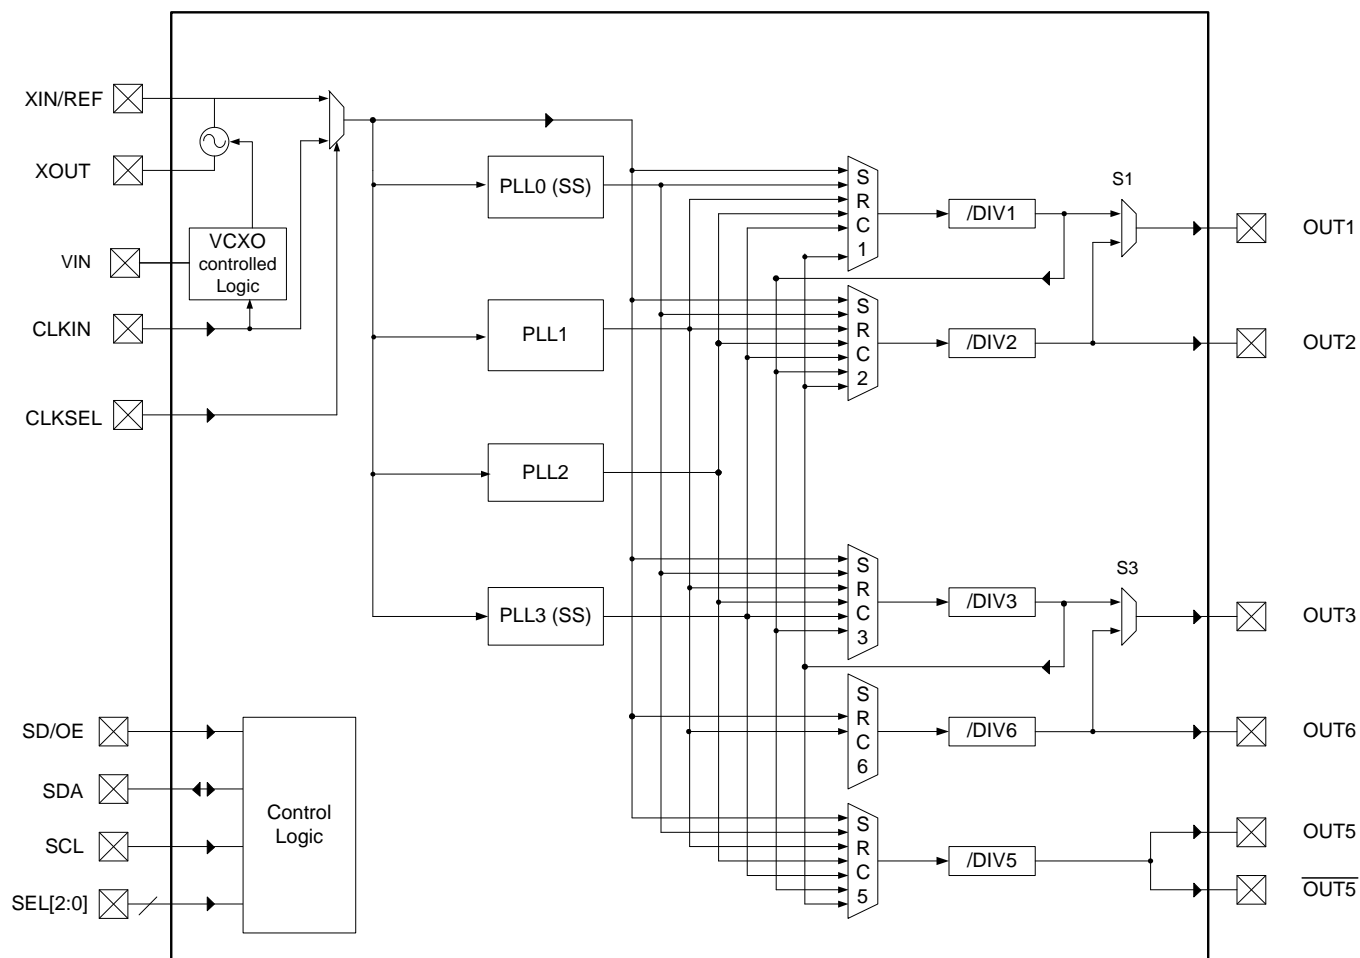 XIN/REF
XOUT
VIN
CLKIN
CLKSEL
VCXO
controlled
Logic
PLL0 (SS)
PLL1
PLL2
PLL3 (SS)
S
R
C
1
S
R
C
2
S
R
C
3
S
R
C
6
S
R
C
5
/DIV1
/DIV2
/DIV3
/DIV6
/DIV5
S1
S3
OUT1
OUT2
OUT3
OUT6
OUT5
OUT5
SD/OE
SDA
SCL
SEL[2:0]
Control
Logic